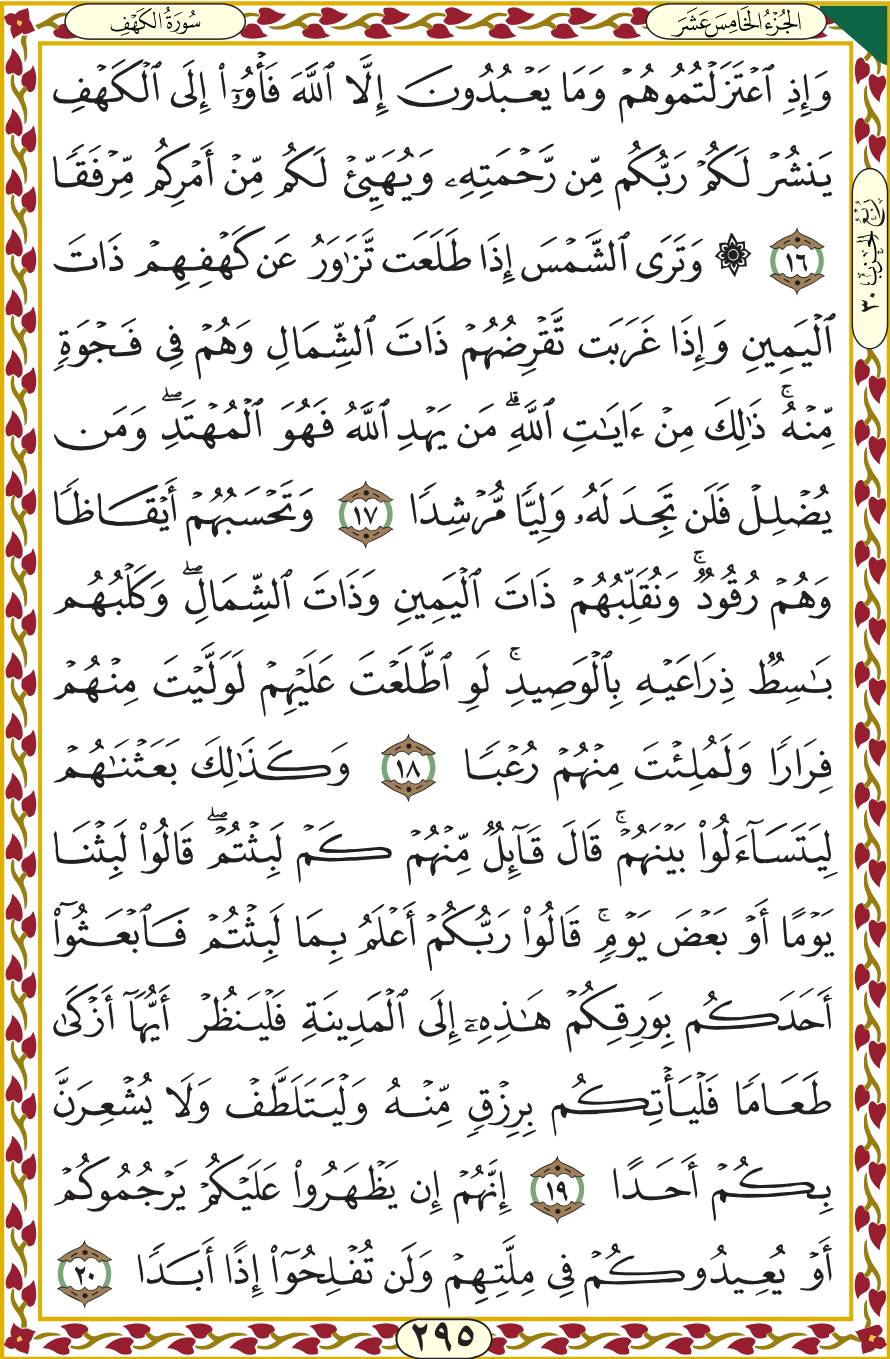 الجُزْءُ الخَامِسَ عَشَرَ
سُورَةُ الكَهْفِ
وَإِذِ ٱعْتَزَلْتُمُوهُمْ وَمَا يَعْبُدُونَ إِلَّا ٱللَّهَ فَأْوُۥٓا۟ إِلَى ٱلْكَهْفِ
يَنشُرْ لَكُمْ رَبُّكُم مِّن رَّحْمَتِهِۦ وَيُهَيِّئْ لَكُم مِّنْ أَمْرِكُم مِّرْفَقًا
١٦ ۞ وَتَرَى ٱلشَّمْسَ إِذَا طَلَعَت تَّزَٰوَرُ عَن كَهْفِهِمْ ذَاتَ
ٱلْيَمِينِ وَإِذَا غَرَبَت تَّقْرِضُهُمْ ذَاتَ ٱلشِّمَالِ وَهُمْ فِى فَجْوَةٍ
مِّنْهُ ۚ ذَٰلِكَ مِنْ ءَايَٰتِ ٱللَّهِ ۗ مَن يَهْدِ ٱللَّهُ فَهُوَ ٱلْمُهْتَدِ ۖ وَمَن
يُضْلِلْ فَلَن تَجِدَ لَهُۥ وَلِيًّا مُّرْشِدًا ١٧ وَتَحْسَبُهُمْ أَيْقَاظًا
وَهُمْ رُقُودٌ ۚ وَنُقَلِّبُهُمْ ذَاتَ ٱلْيَمِينِ وَذَاتَ ٱلشِّمَالِ ۖ وَكَلْبُهُم
بَٰسِطٌ ذِرَاعَيْهِ بِٱلْوَصِيدِ ۚ لَوِ ٱطَّلَعْتَ عَلَيْهِمْ لَوَلَّيْتَ مِنْهُمْ
فِرَارًا وَلَمُلِئْتَ مِنْهُمْ رُعْبًا ١٨ وَكَذَٰلِكَ بَعَثْنَٰهُمْ
لِيَتَسَآءَلُوا۟ بَيْنَهُمْ ۚ قَالَ قَآئِلٌ مِّنْهُمْ كَمْ لَبِثْتُمْ ۖ قَالُوا۟ لَبِثْنَا
يَوْمًا أَوْ بَعْضَ يَوْمٍ ۚ قَالُوا۟ رَبُّكُمْ أَعْلَمُ بِمَا لَبِثْتُمْ فَٱبْعَثُوٓا۟
أَحَدَكُم بِوَرِقِكُمْ هَٰذِهِۦٓ إِلَى ٱلْمَدِينَةِ فَلْيَنظُرْ أَيُّهَآ أَزْكَىٰ
طَعَامًا فَلْيَأْتِكُم بِرِزْقٍ مِّنْهُ وَلْيَتَلَطَّفْ وَلَا يُشْعِرَنَّ
بِكُمْ أَحَدًا ١٩ إِنَّهُمْ إِن يَظْهَرُوا۟ عَلَيْكُمْ يَرْجُمُوكُمْ
أَوْ يُعِيدُوكُمْ فِى مِلَّتِهِمْ وَلَن تُفْلِحُوٓا۟ إِذًا أَبَدًا ٢٠
رُبْعُ الحِزْبِ ٣٠
٢٩٥